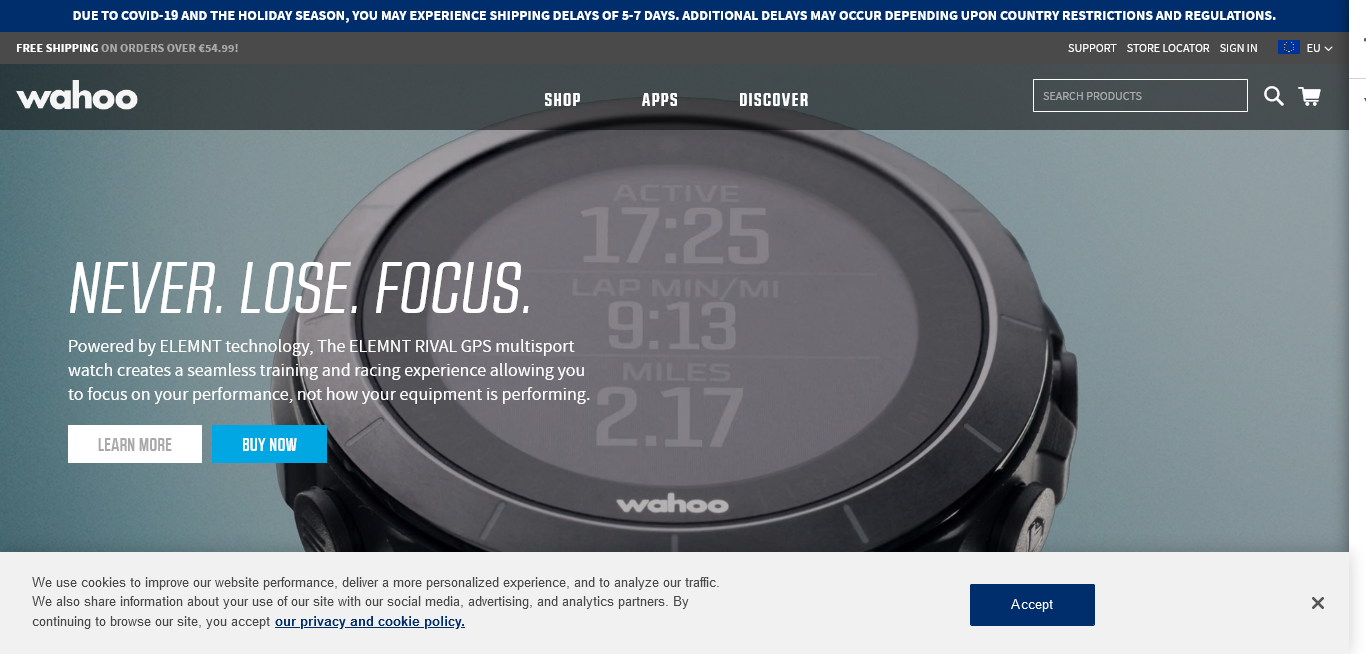 DUE TO COVID-19 AND THE HOLIDAY SEASON, YOU MAY EXPERIENCE SHIPPING DELAYS OF 5-7 DAYS. ADDITIONAL DELAYS MAY OCCUR DEPENDING UPON COUNTRY RESTRICTIONS AND REGULATIONS.
FREE SHIPPING ON ORDERS OVER €54.99! SUPPORT STORE LOCATOR SIGN IN EU
wahoo SHOP APPS DISCOVER SEARCH PRODUCTS
ACTIVE
17:25
LAP MIN/MI
9:13
MILES
2.17
wahoo
NEVER. LOSE. FOCUS.
Powered by ELEMNT technology, The ELEMNT RIVAL GPS multisport
watch creates a seamless training and racing experience allowing you
to focus on your performance, not how your equipment is performing.
LEARN MORE BUY NOW
We use cookies to improve our website performance, deliver a more personalized experience, and to analyze our traffic.
We also share information about your use of our site with our social media, advertising, and analytics partners. By
continuing to browse our site, you accept our privacy and cookie policy.
Accept